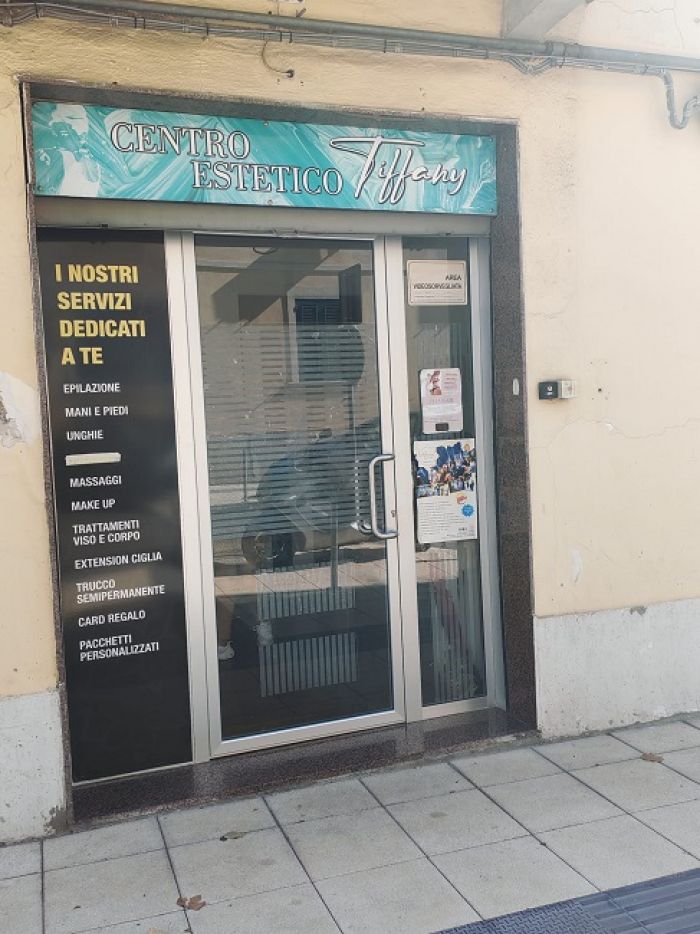 CENTRO
ESTETICO Tiffany
I NOSTRI
SERVIZI
DEDICATI
A TE
EPILAZIONE
MANI E PIEDI
UNGHIE
MASSAGGI
MAKE UP
TRATTAMENTI
VISO E CORPO
EXTENSION CIGLIA
TRUCCO
SEMIPERMANENTE
CARD REGALO
PACCHETTI
PERSONALIZZATI
AREA
VIDEOSORVEGLIATA